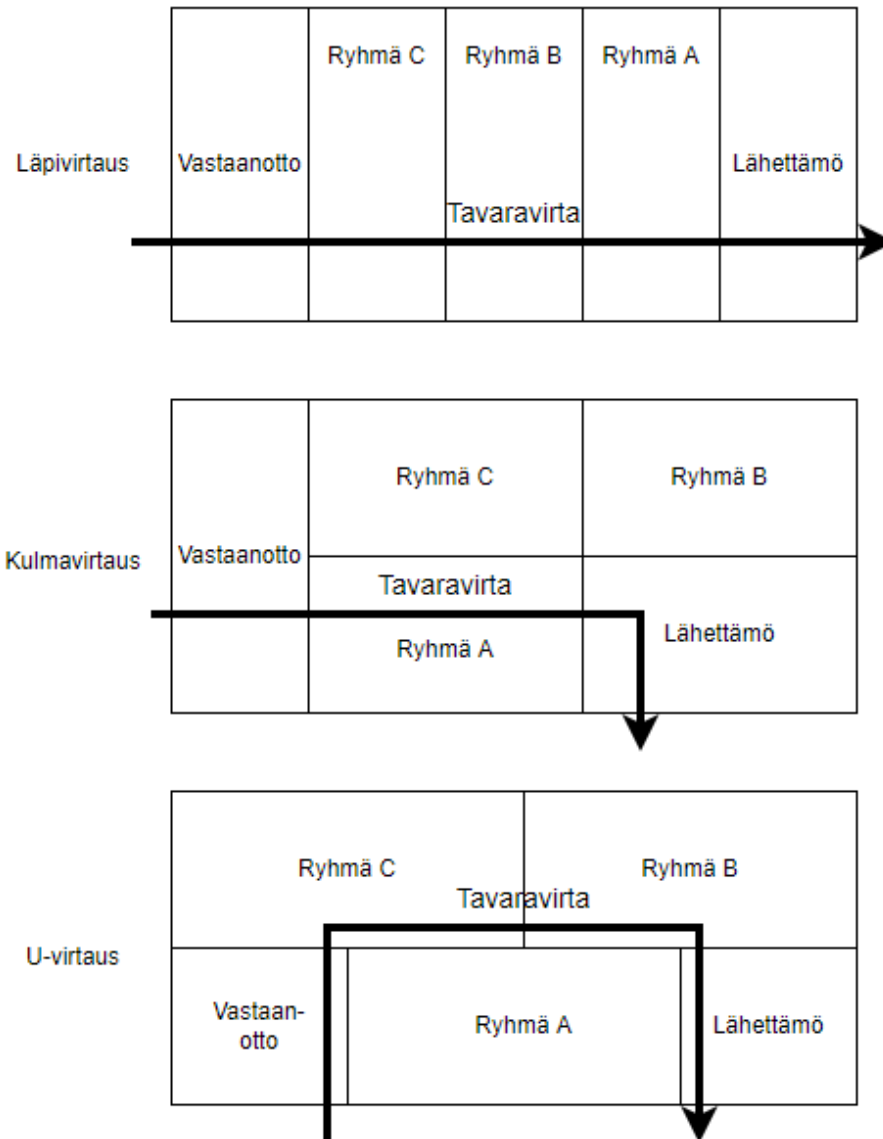 Ryhmä C
Ryhmä B
Ryhmä A
Läpivirtaus
Vastaanotto
Lähettämö
Tavaravirta
Ryhmä C
Ryhmä B
Kulmavirtaus
Vastaanotto
Tavaravirta
Lähettämö
Ryhmä A
Ryhmä C
Ryhmä B
Tavaravirta
U-virtaus
Vastaan-
otto
Ryhmä A
Lähettämö